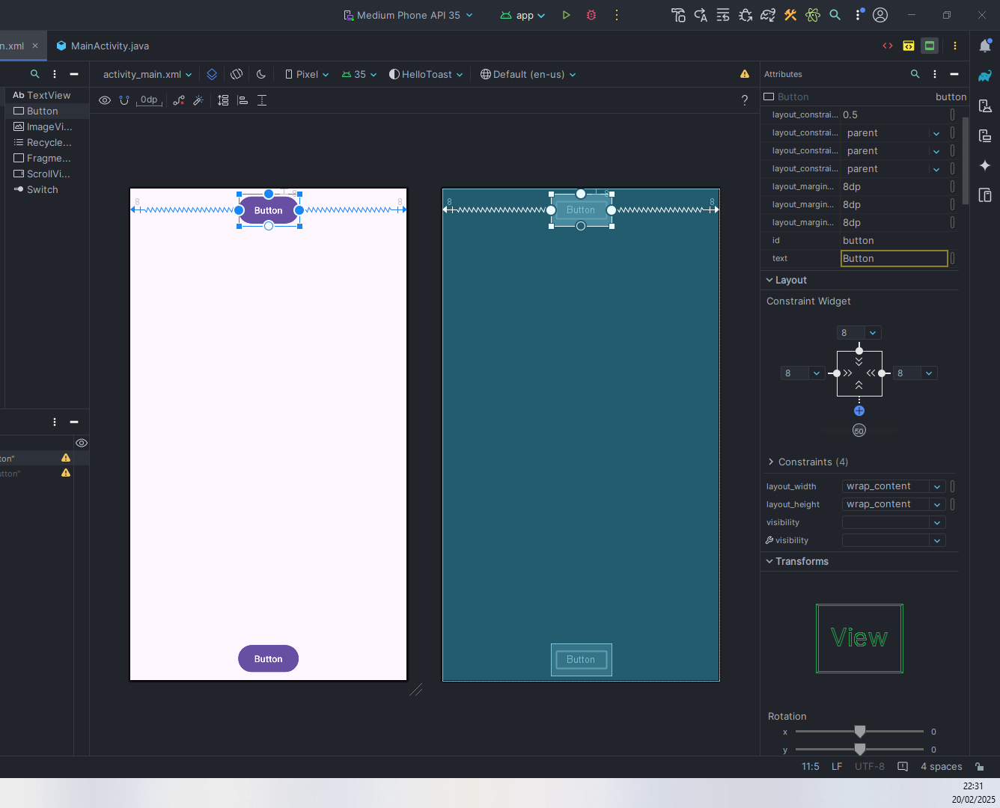 Medium Phone API 35
app
n.xml
MainActivity.java
activity_main.xml
Pixel
35
HelloToast
Default (en-us)
Attributes
0dp
?
Ab TextView
Button
ImageVi...
Recycle...
Fragme...
ScrollVi...
Switch
Button
button
layout_constrai... 0.5
layout_constrai... parent
layout_constrai... parent
layout_constrai... parent
layout_margin... 8dp
layout_margin... 8dp
layout_margin... 8dp
id button
text Button
8
8
8
Button
8
8
8
Button
Layout
Constraint Widget
8
8
8
50
Constraints (4)
layout_width wrap_content
layout_height wrap_content
visibility
visibility
Transforms
View
Rotation
x 0
y 0
ton"
utton"
Button
Button
11:5 LF UTF-8 4 spaces
22:31
20/02/2025